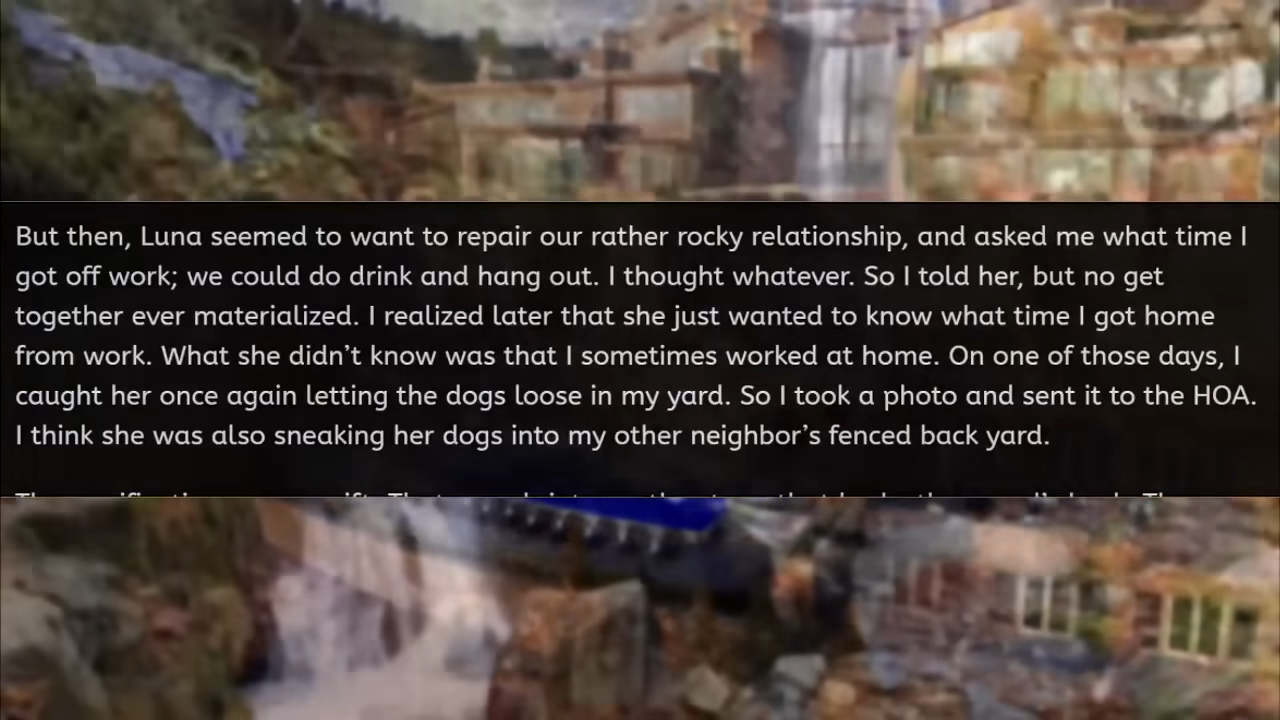 But then, Luna seemed to want to repair our rather rocky relationship, and asked me what time I
got off work; we could do drink and hang out. I thought whatever. So I told her, but no get
together ever materialized. I realized later that she just wanted to know what time I got home
from work. What she didn’t know was that I sometimes worked at home. On one of those days, I
caught her once again letting the dogs loose in my yard. So I took a photo and sent it to the HOA.
I think she was also sneaking her dogs into my other neighbor’s fenced back yard.